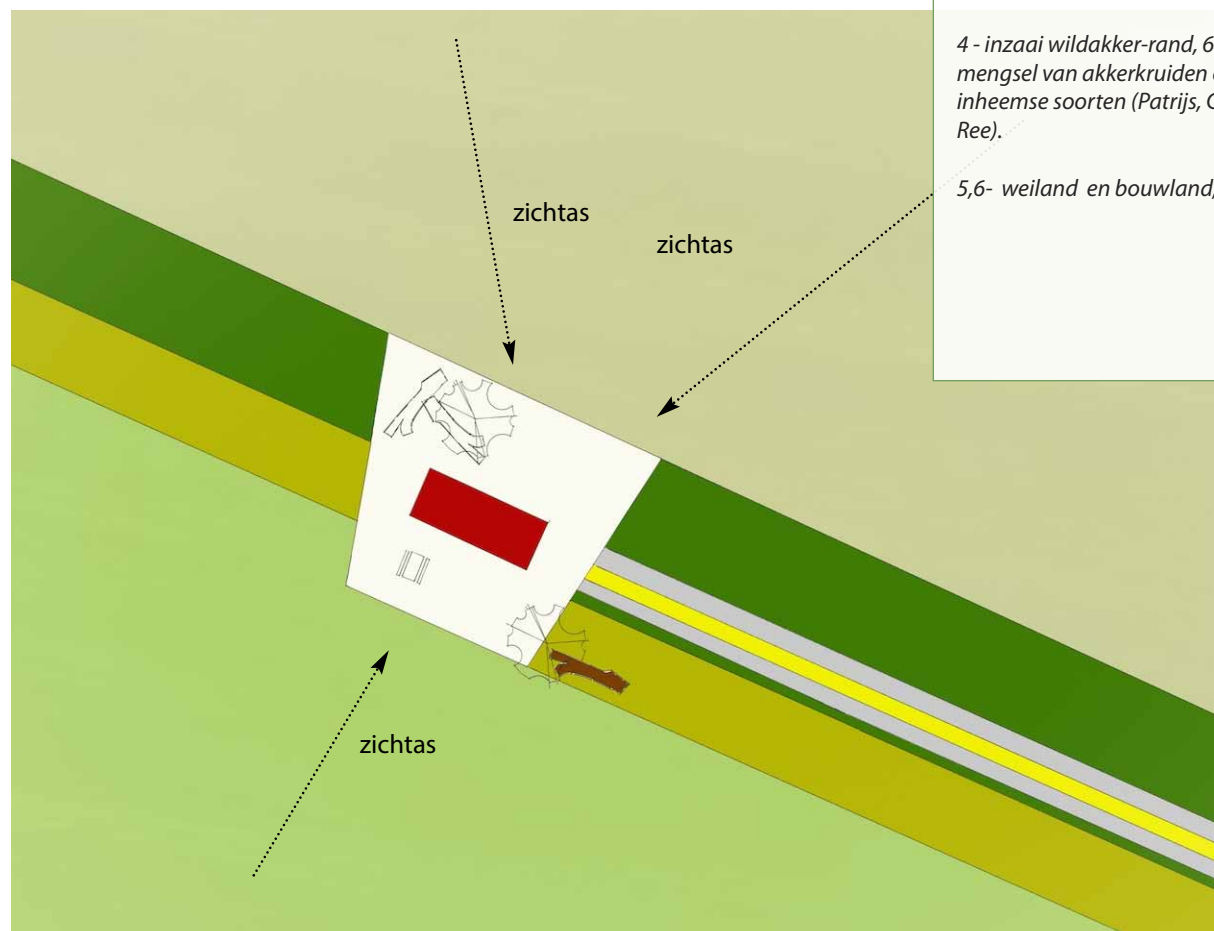 4 - inzaai wildakker-rand, 6
mengsel van akkerkruiden
inheemse soorten (Patrijs,
Ree).
5,6- weiland en bouwland,
zichtas
zichtas
zichtas